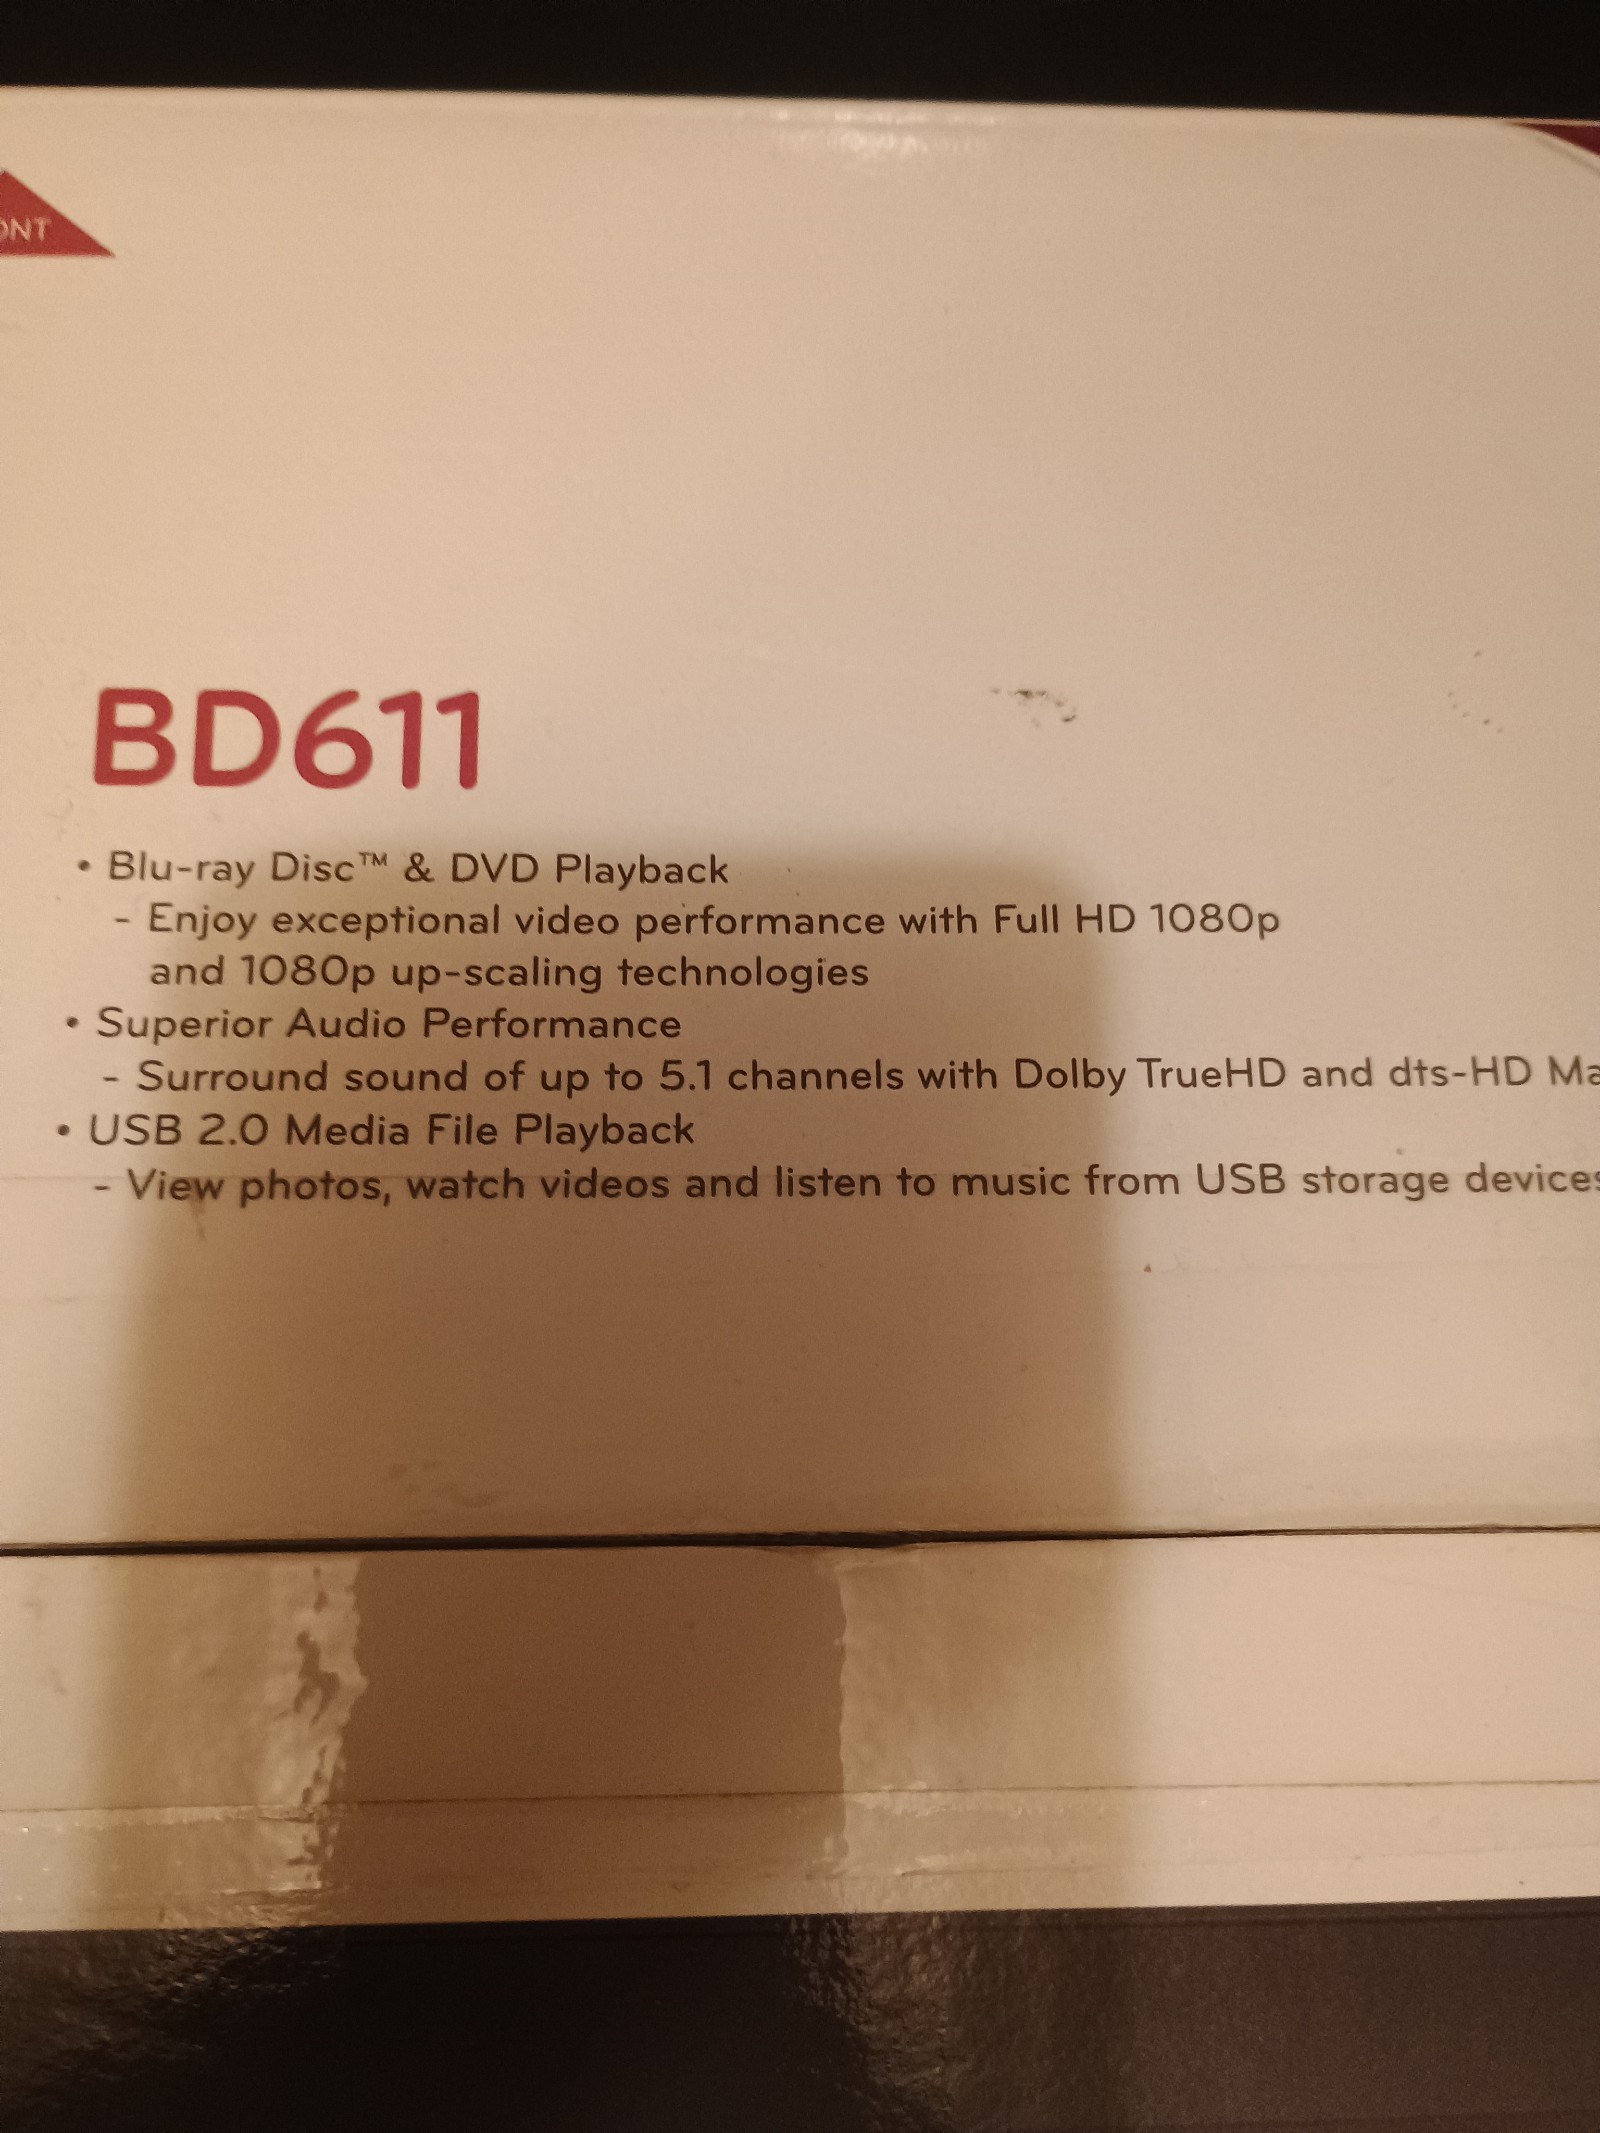 BD611
• Blu-ray Disc™ & DVD Playback
- Enjoy exceptional video performance with Full HD 1080p
and 1080p up-scaling technologies
• Superior Audio Performance
- Surround sound of up to 5.1 channels with Dolby TrueHD and dts-HD
• USB 2.0 Media File Playback
- View photos, watch videos and listen to music from USB storage devices